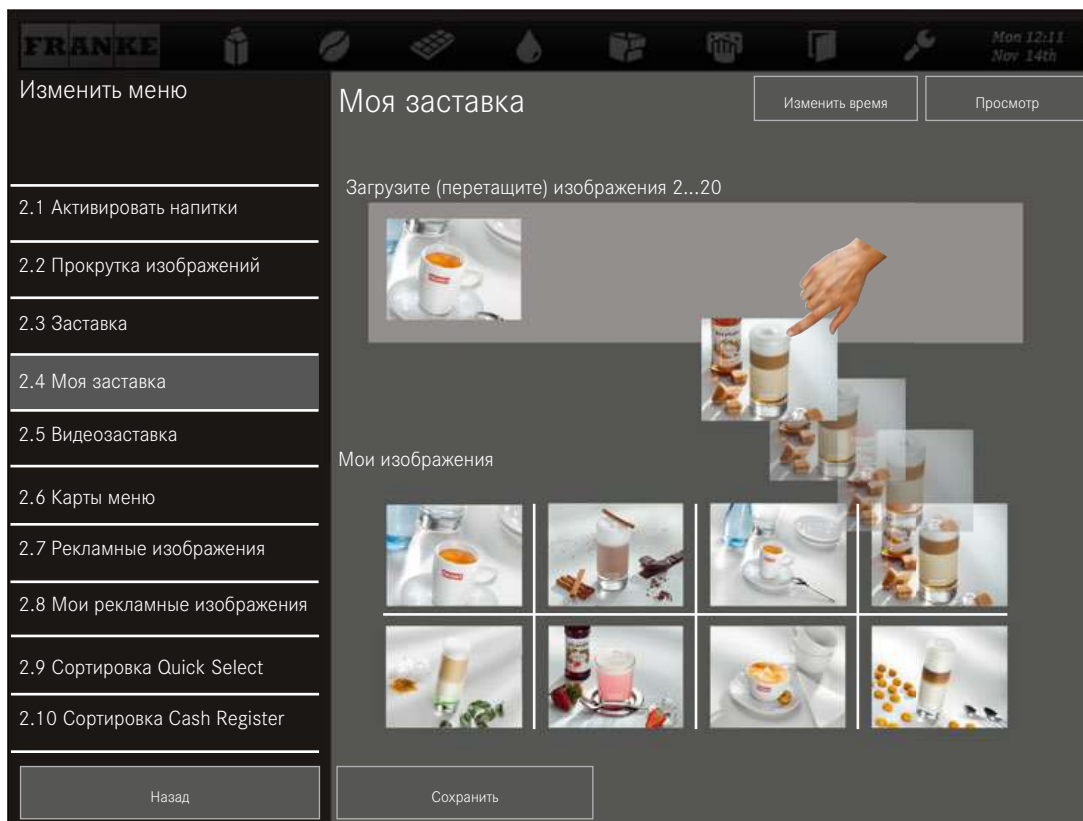 FRANKE
Mon 12:11
Nov 14th
Изменить меню
Моя заставка
Изменить время
Просмотр
Загрузите (перетащите) изображения 2...20
2.1 Активировать напитки
2.2 Прокрутка изображений
2.3 Заставка
2.4 Моя заставка
2.5 Видеозаставка
2.6 Карты меню
2.7 Рекламные изображения
2.8 Мои рекламные изображения
2.9 Сортировка Quick Select
2.10 Сортировка Cash Register
Мои изображения
Назад
Сохранить